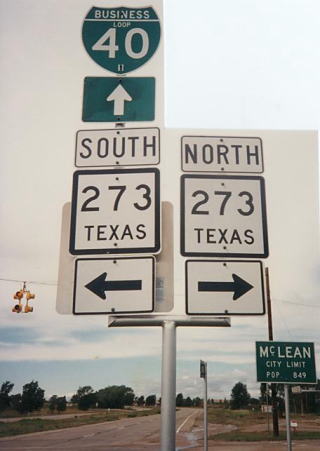 BUSINESS
LOOP
40
SOUTH
273
TEXAS
NORTH
273
TEXAS
McLEAN
CITY LIMIT
POP. 849